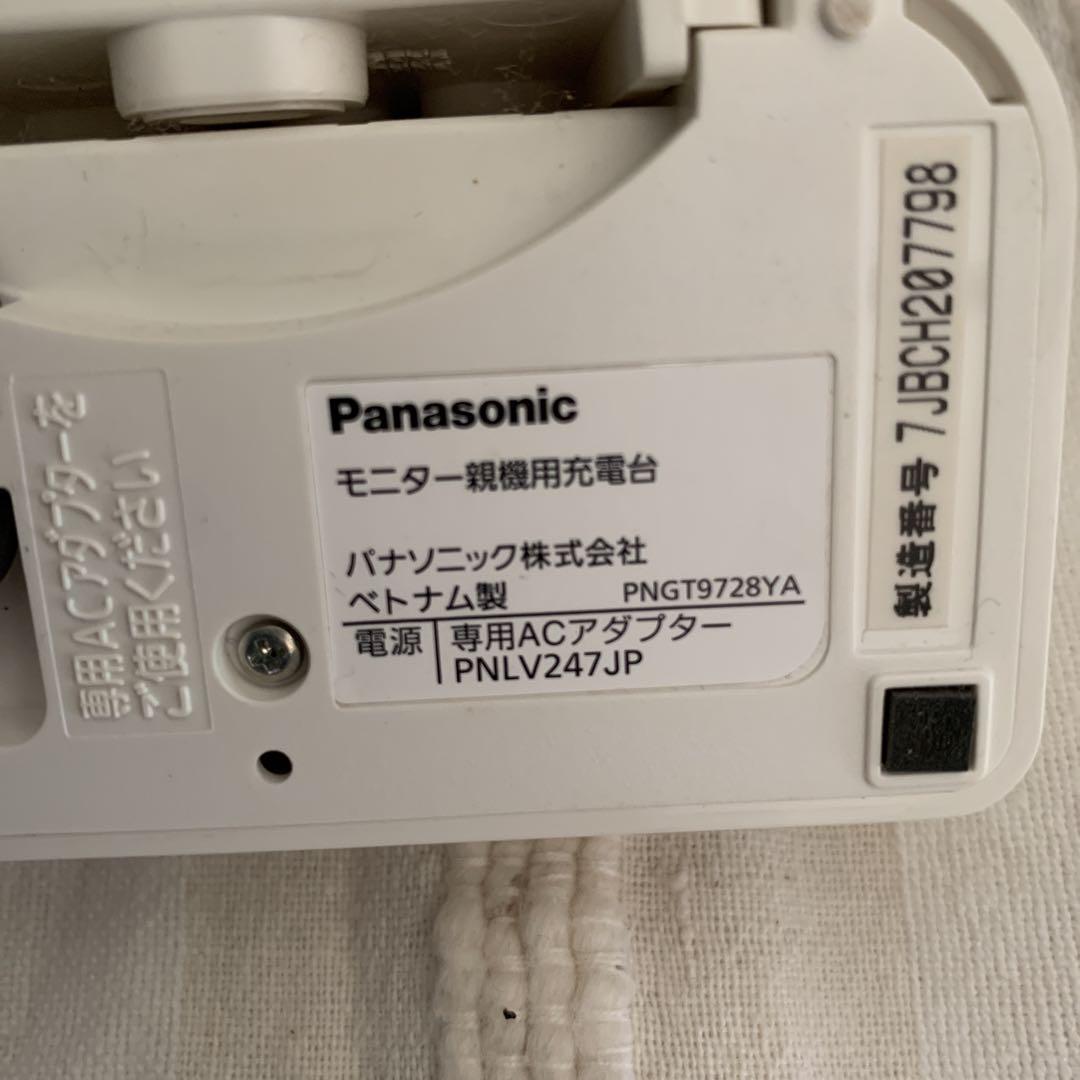 Panasonic
モニター親機用充電台
パナソニック株式会社
ベトナム製 PNGT9728YA
電源 専用ACアダプター
PNLV247JP
専用ACアダプターを
ご使用ください
製造番号 7JBCH207798